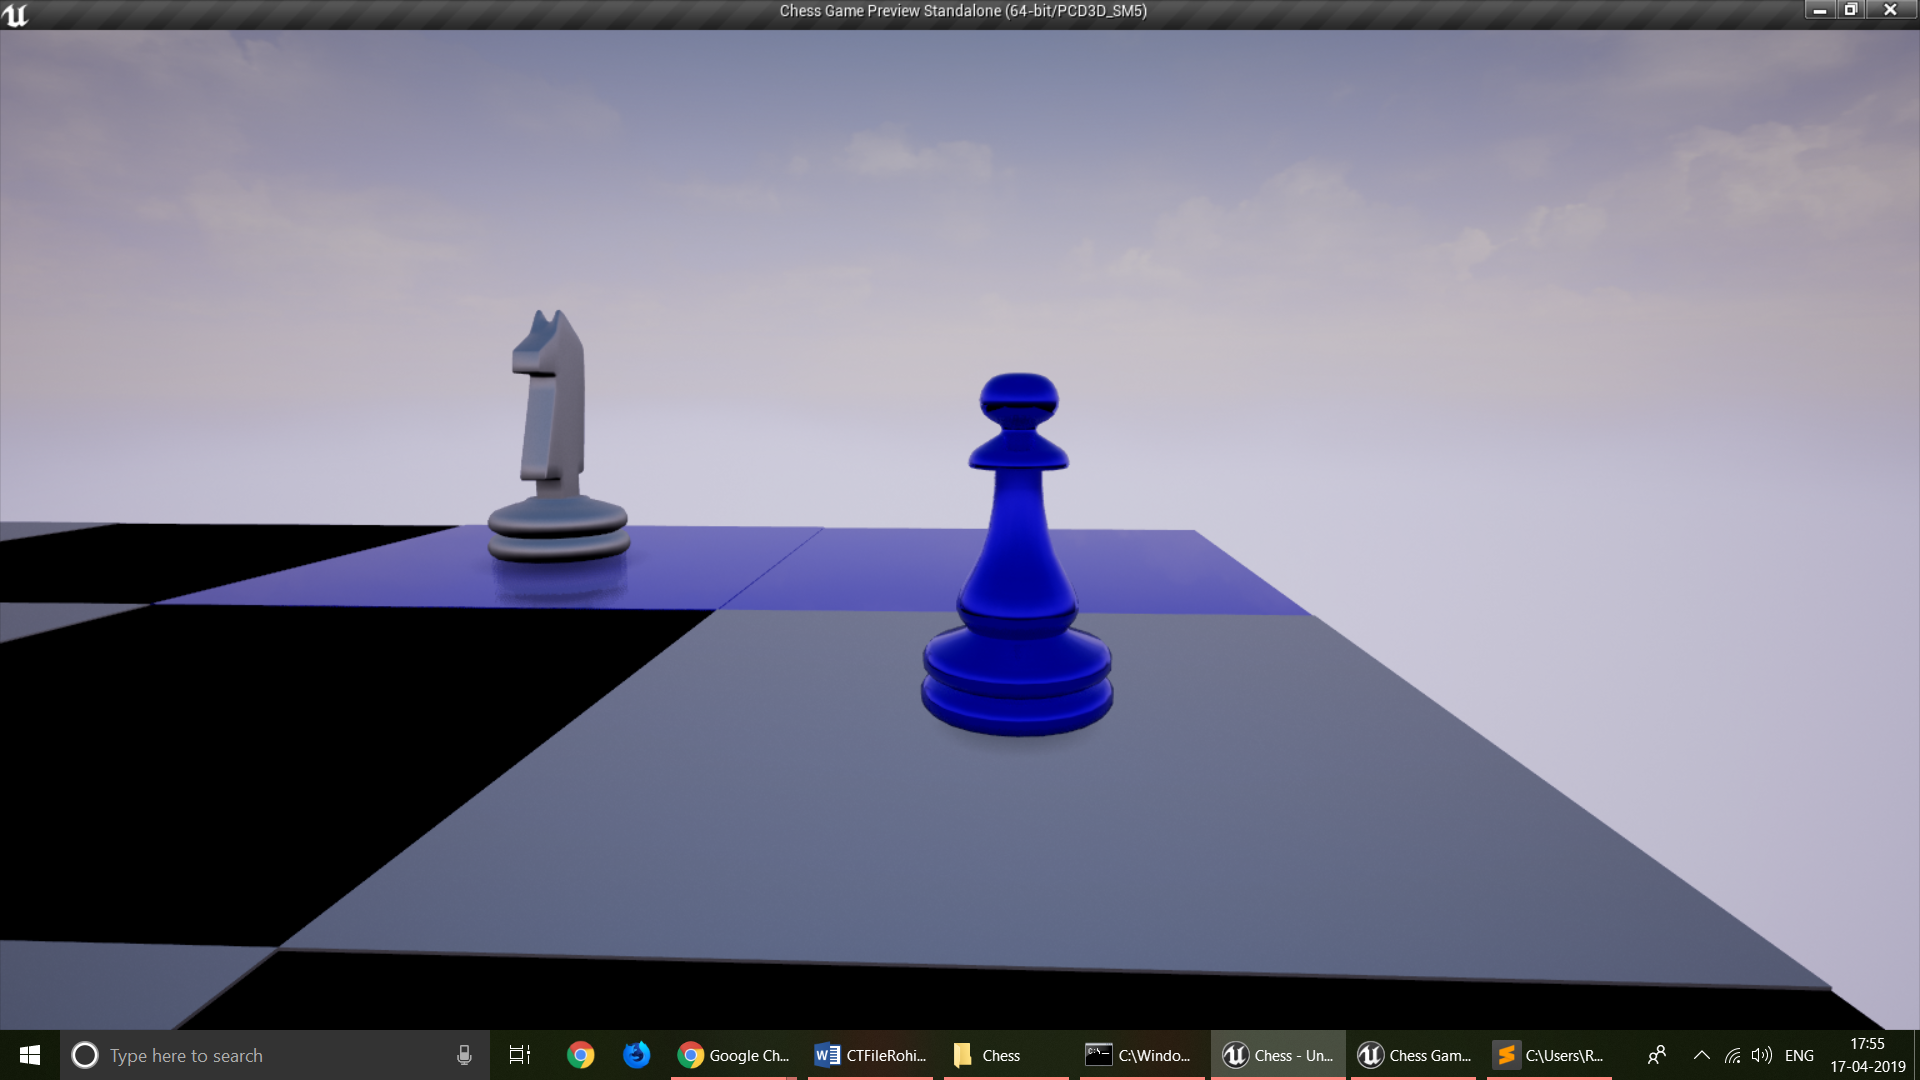 Chess Game Preview Standalone (64-bit/PCD3D_SM5)
Type here to search
Google Ch...
CTFileRohi...
Chess
C:\Windo...
Chess - Un...
Chess Gam...
C:\Users\R...
ENG
17:55
17-04-2019